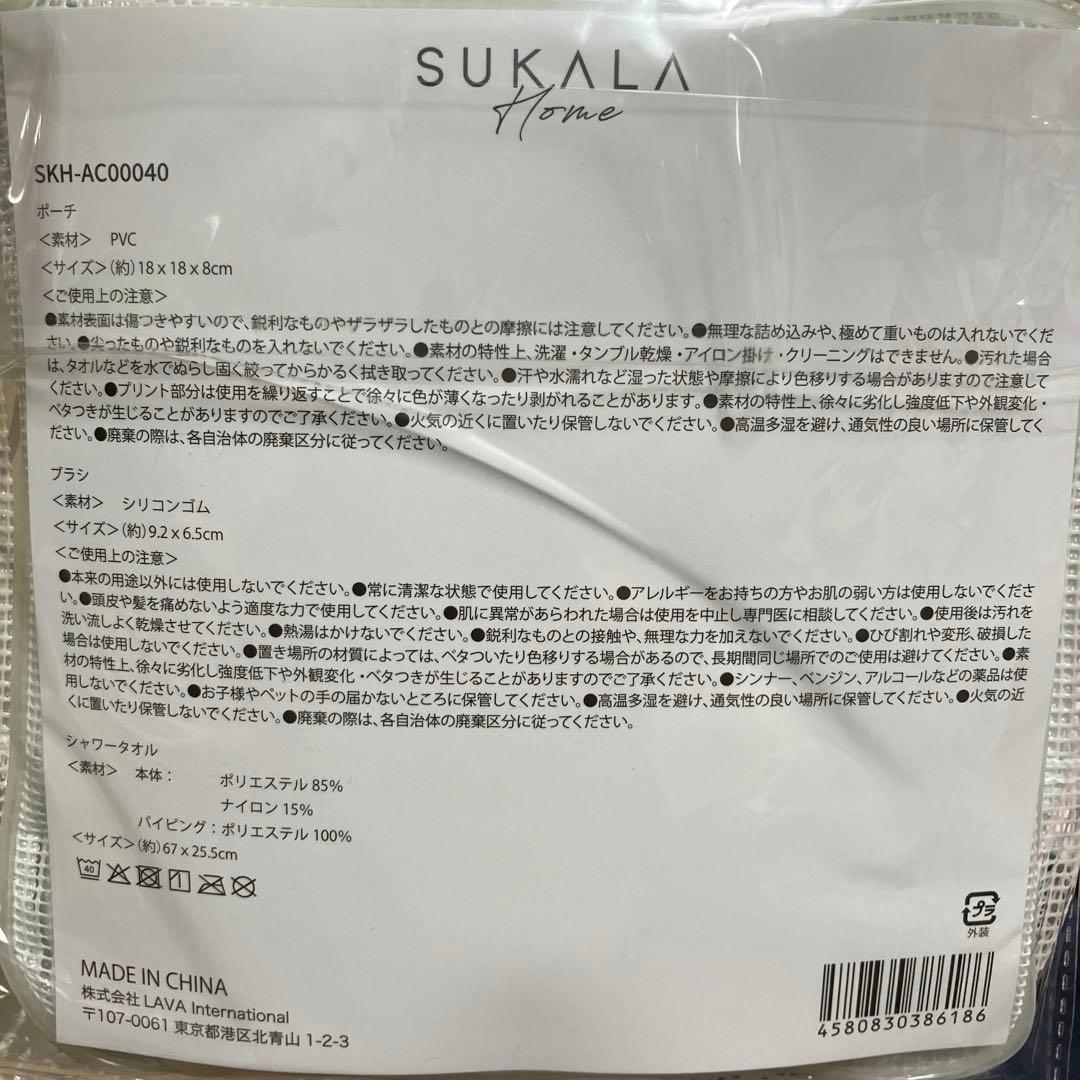 SUKALA
Home
SKH-AC00040
ポーチ
＜素材＞ PVC
＜サイズ＞（約）18 x 18 x 8cm
＜ご使用上の注意＞
●素材表面は傷つきやすいので、鋭利なものやザラザラしたものとの摩擦には注意してください。●無理な詰め込みや、極めて重いものは入れないでくだ
さい。●尖ったものや鋭利なものを入れないでください。●素材の特性上、洗濯・タンブル乾燥・アイロン掛け・クリーニングはできません。●汚れた場合
は、タオルなどを水でぬらし固く絞ってからかるく拭き取ってください。●汗や水濡れなど湿った状態や摩擦により色移りする場合がありますので注意して
ください。●プリント部分は使用を繰り返すことで徐々に色が薄くなったり剥がれることがあります。●素材の特性上、徐々に劣化し強度低下や外観変化・
ベタつきが生じることがありますのでご了承ください。●火気の近くに置いたり保管しないでください。●高温多湿を避け、通気性の良い場所に保管してく
ださい。●廃棄の際は、各自治体の廃棄区分に従ってください。
ブラシ
＜素材＞ シリコンゴム
＜サイズ＞（約）9.2 x 6.5cm
＜ご使用上の注意＞
●本来の用途以外には使用しないでください。●常に清潔な状態で使用してください。●アレルギーをお持ちの方やお肌の弱い方は使用しないでくださ
い。●頭皮や髪を痛めないよう適度な力で使用してください。●肌に異常があらわれた場合は使用を中止し専門医に相談してください。●使用後は汚れを
洗い流しよく乾燥させてください。●熱湯はかけないでください。●鋭利なものとの接触や、無理な力を加えないでください。●ひび割れや変形、破損した
場合は使用しないでください。●置き場所の材質によっては、ベタついたり色移りする場合があるので、長期間同じ場所でのご使用は避けてください。●素
材の特性上、徐々に劣化し強度低下や外観変化・ベタつきが生じることがありますのでご了承ください。●シンナー、ベンジン、アルコールなどの薬品は使
用しないでください。●お子様やペットの手の届かないところに保管してください。●高温多湿を避け、通気性の良い場所に保管してください。●火気の近
くに置いたり保管しないでください。●廃棄の際は、各自治体の廃棄区分に従ってください。
シャワータオル
＜素材＞ 本体： ポリエステル 85%
ナイロン 15%
パイピング：ポリエステル 100%
＜サイズ＞（約）67 x 25.5cm
40
プラ
外装
MADE IN CHINA
株式会社 LAVA International
〒107-0061 東京都港区北青山 1-2-3
4580830386186